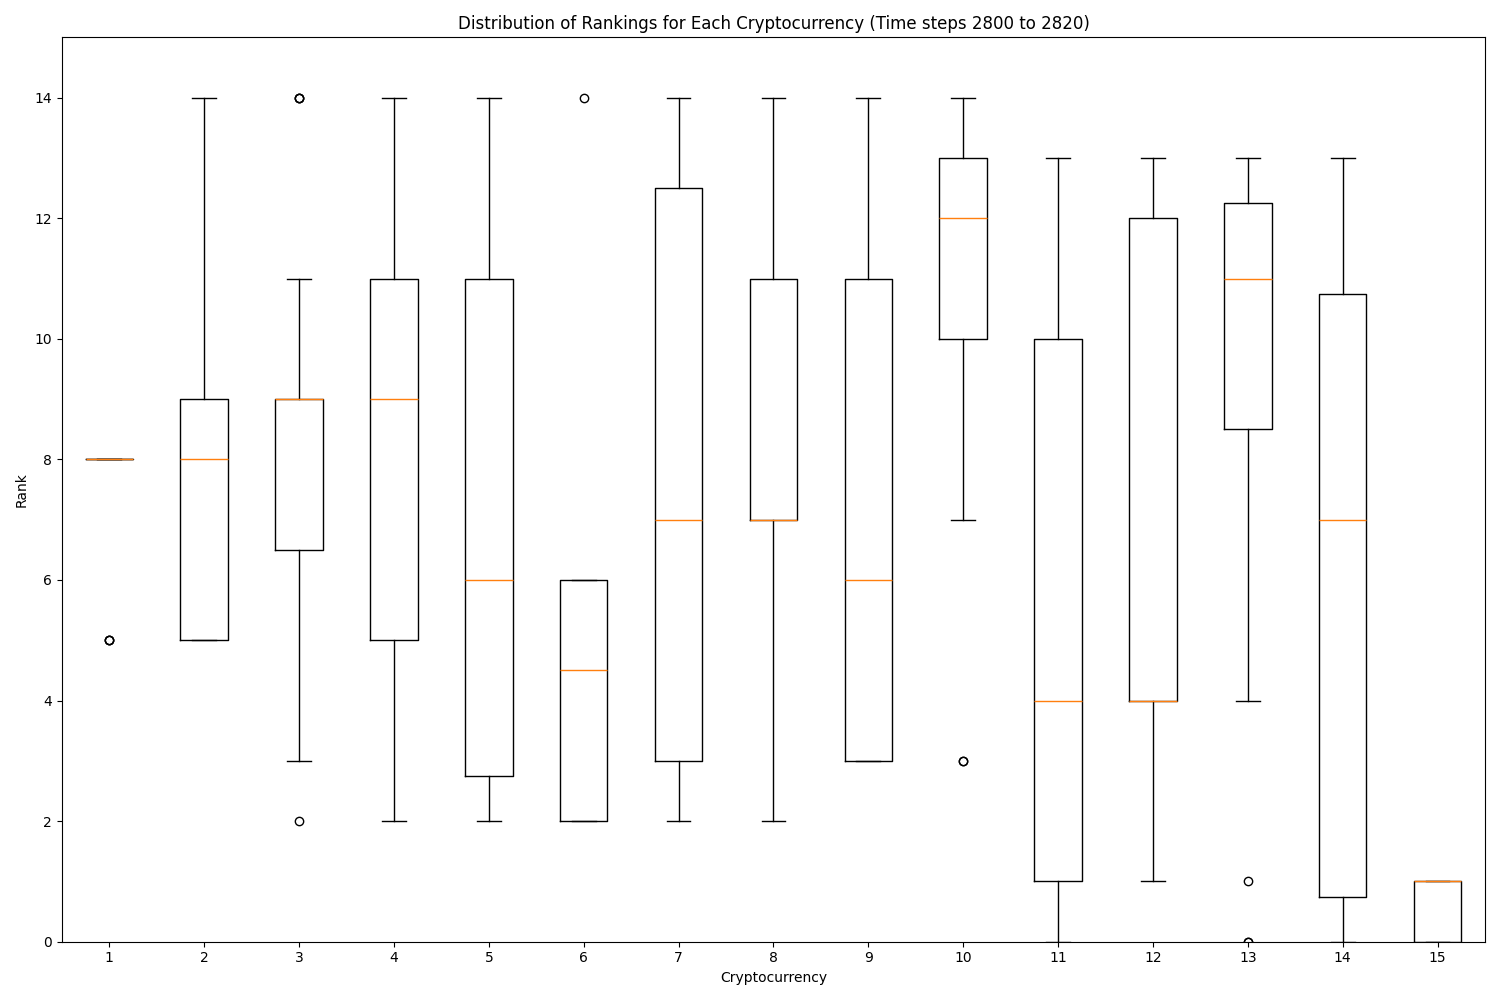 Distribution of Rankings for Each Cryptocurrency (Time steps 2800 to 2820)
Rank
14
12
10
8
6
4
2
0
1 2 3 4 5 6 7 8 9 10 11 12 13 14 15
Cryptocurrency